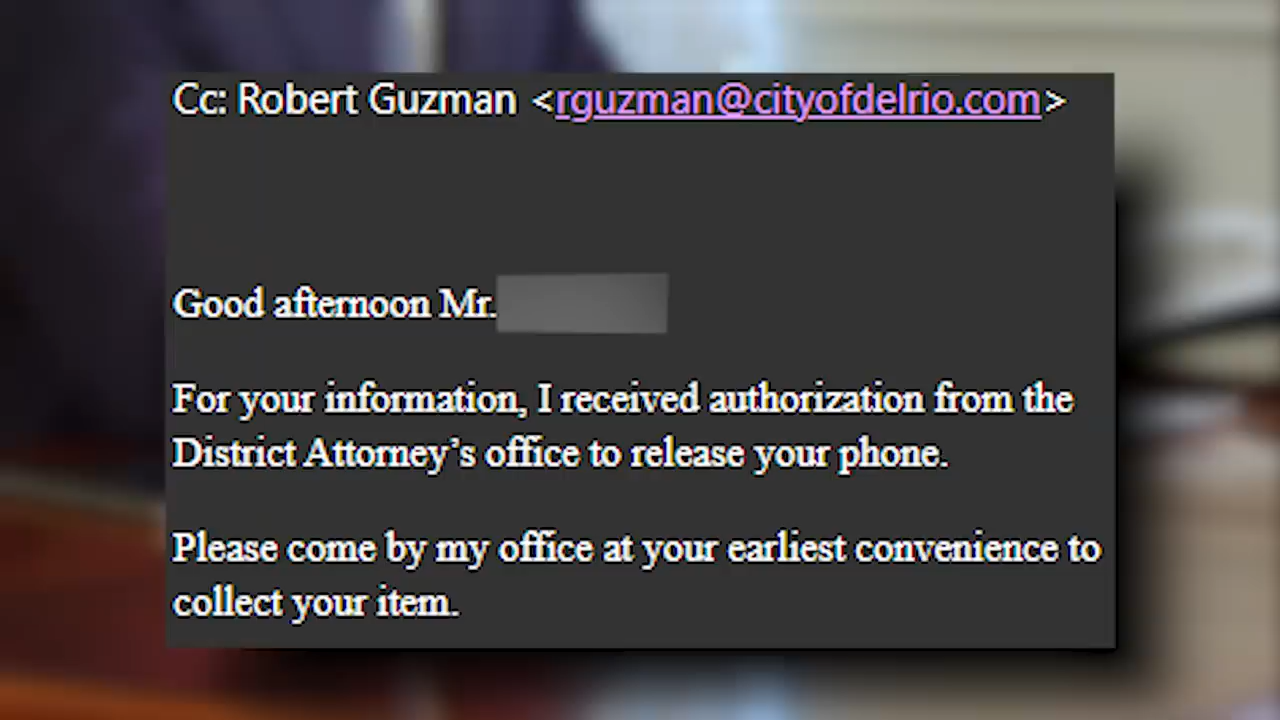 Cc: Robert Guzman <rguzman@cityofdelrio.com>
Good afternoon Mr.
For your information, I received authorization from the
District Attorney’s office to release your phone.
Please come by my office at your earliest convenience to
collect your item.